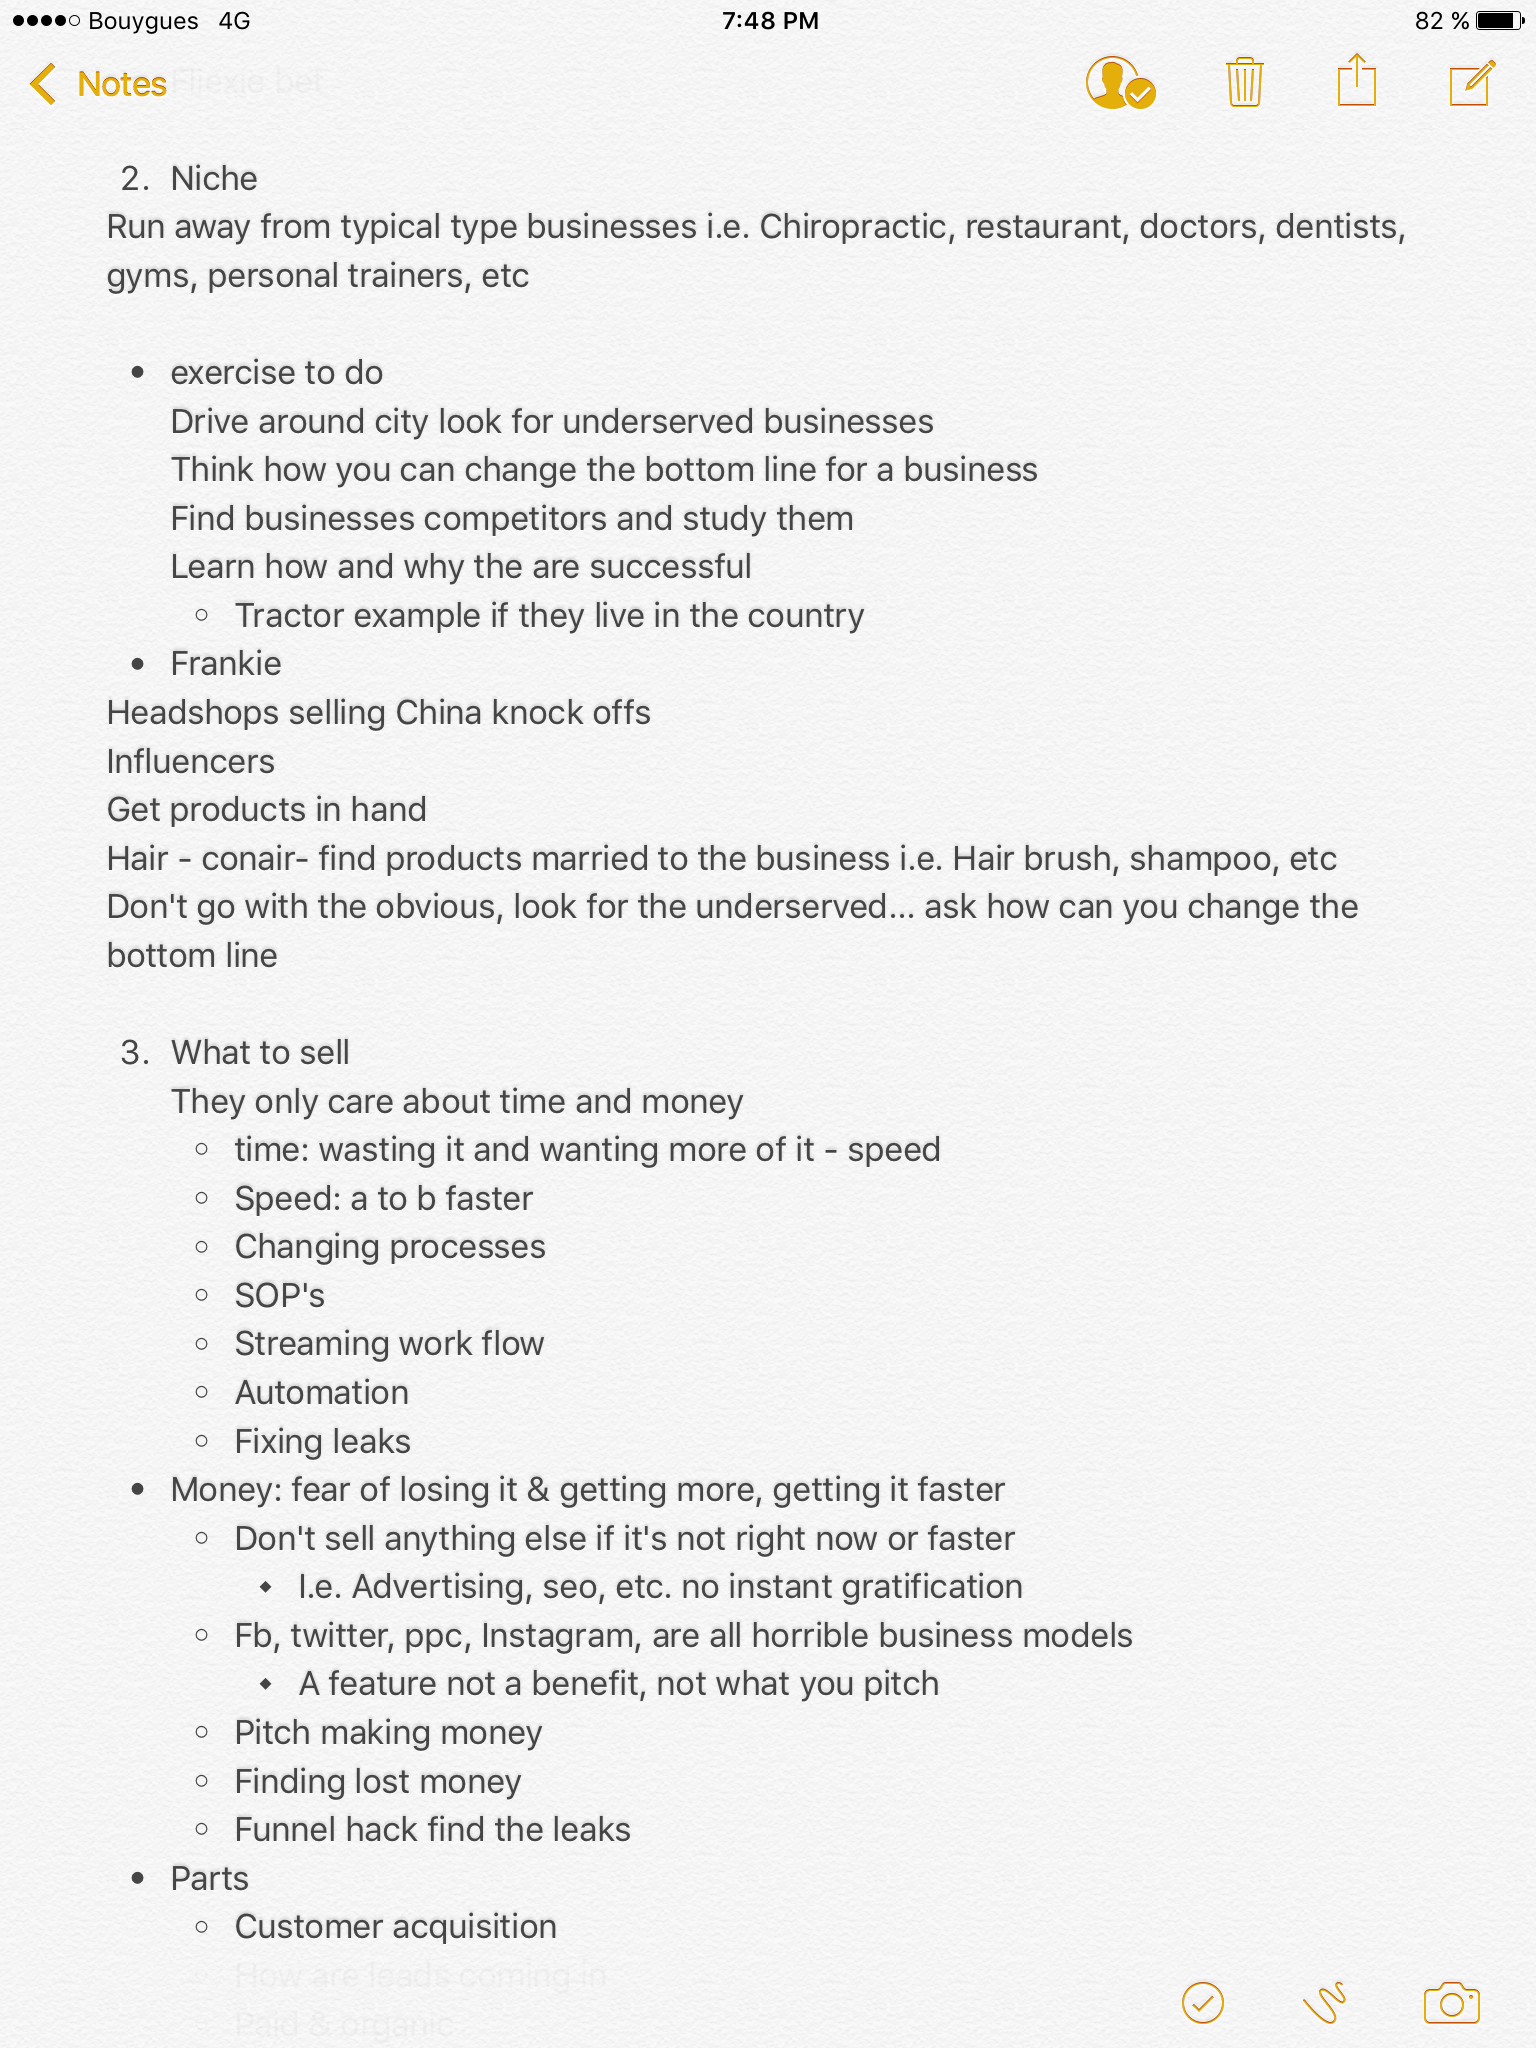 Bouygues 4G 7:48 PM 82 %
Notes
2. Niche
Run away from typical type businesses i.e. Chiropractic, restaurant, doctors, dentists,
gyms, personal trainers, etc
• exercise to do
Drive around city look for underserved businesses
Think how you can change the bottom line for a business
Find businesses competitors and study them
Learn how and why the are successful
◦ Tractor example if they live in the country
• Frankie
Headshops selling China knock offs
Influencers
Get products in hand
Hair - conair- find products married to the business i.e. Hair brush, shampoo, etc
Don't go with the obvious, look for the underserved... ask how can you change the
bottom line
3. What to sell
They only care about time and money
◦ time: wasting it and wanting more of it - speed
◦ Speed: a to b faster
◦ Changing processes
◦ SOP's
◦ Streaming work flow
◦ Automation
◦ Fixing leaks
• Money: fear of losing it & getting more, getting it faster
◦ Don't sell anything else if it's not right now or faster
⬥ I.e. Advertising, seo, etc. no instant gratification
◦ Fb, twitter, ppc, Instagram, are all horrible business models
⬥ A feature not a benefit, not what you pitch
◦ Pitch making money
◦ Finding lost money
◦ Funnel hack find the leaks
• Parts
◦ Customer acquisition
◦ How are leads coming in
Paid & organic